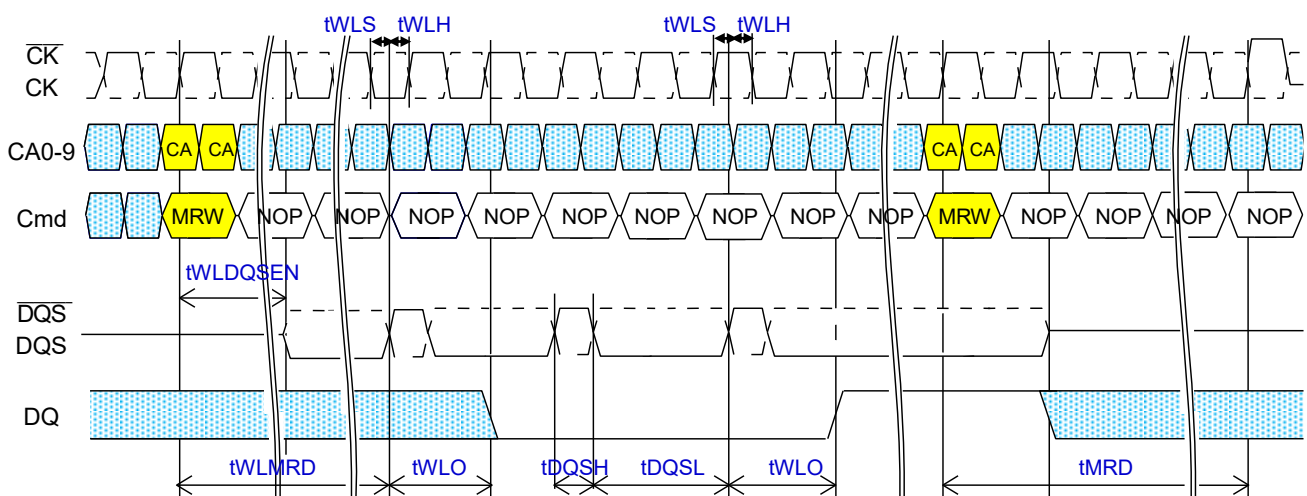 tWLS tWLH tWLS tWLH
CK
CK
CA0-9 CA CA CA CA
Cmd MRW NOP NOP NOP NOP NOP NOP NOP NOP NOP MRW NOP NOP NOP NOP
tWLDQSEN
DQS
DQS
DQ
tWLMRD tWLO tDQSH tDQSL tWLO tMRD